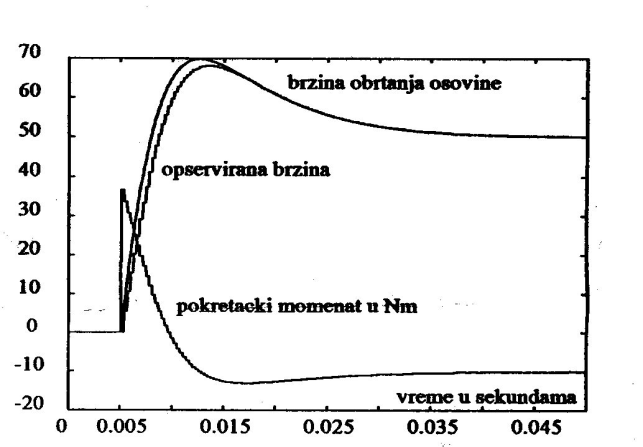 70
brzina obrtanja osovine
60
50
opservirana brzina
40
30
20
10
pokretacki momenat u Nm
0
-10
vreme u sekundama
-20
0 0.005 0.015 0.025 0.035 0.045